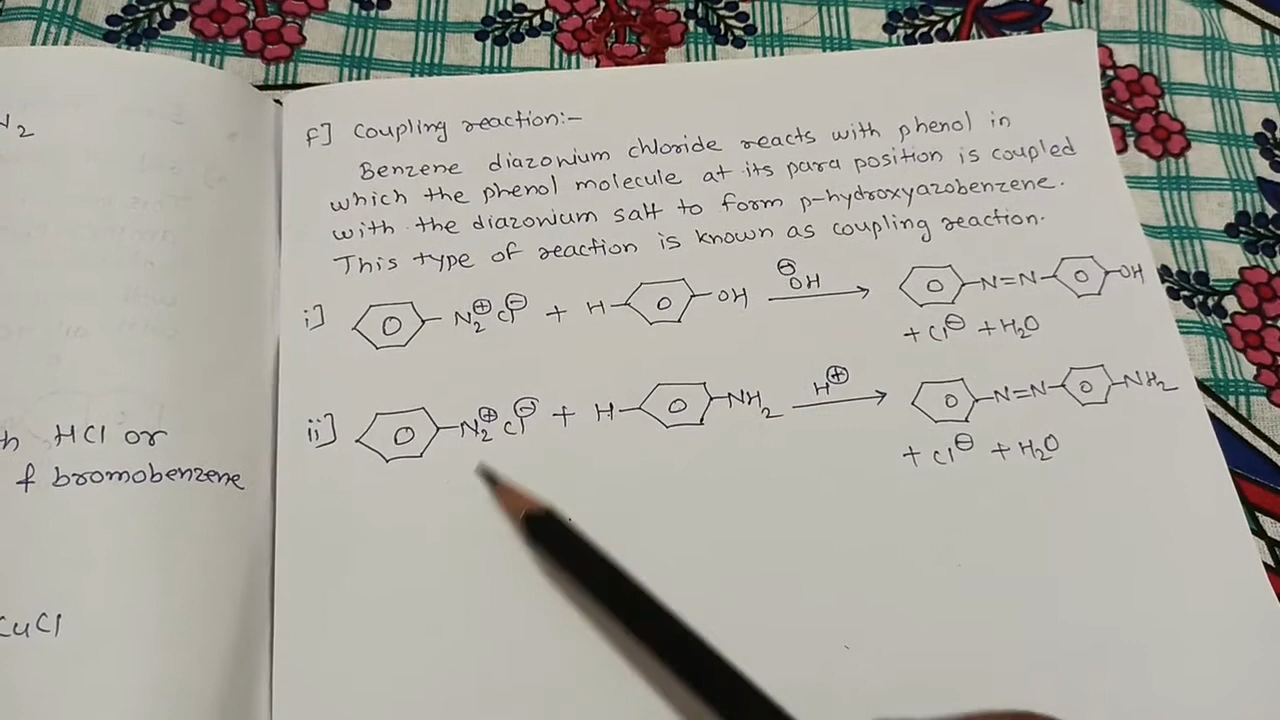 N2
h HCl or
f bromobenzene
CuCl
f] Coupling reaction:-
Benzene diazonium chloride reacts with phenol in
which the phenol molecule at its para position is coupled
with the diazonium salt to form p-hydroxyazobenzene.
This type of reaction is known as coupling reaction.
i] N2⊕Cl⊖ + H OH ⊖OH → N=N OH
+ Cl⊖ + H2O
ii] N2⊕Cl⊖ + H NH2 H⊕ → N=N NH2
+ Cl⊖ + H2O